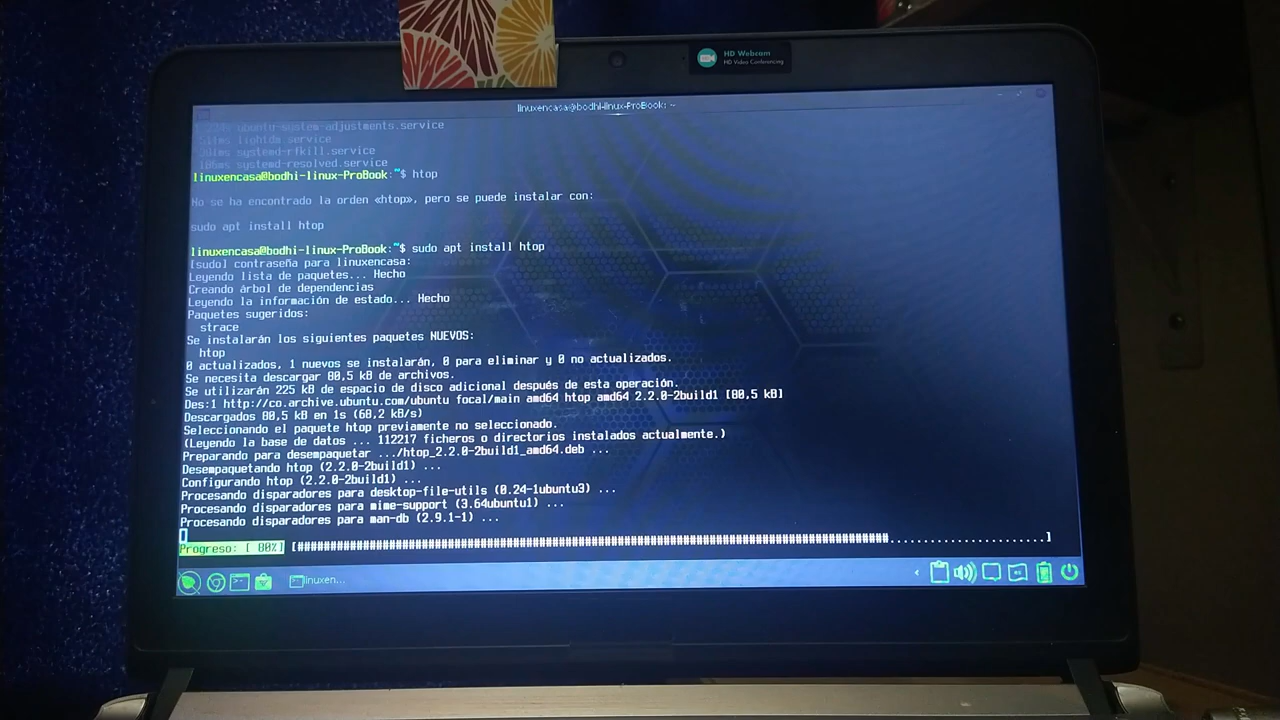 HD Webcam
HD Video Conferencing
linuxencasa@bodhi-linux-ProBook: ~
ubuntu-system-adjustments.service
lightdm.service
systemd-rfkill.service
186ms systemd-resolved.service
linuxencasa@bodhi-linux-ProBook:~$ htop
No se ha encontrado la orden «htop», pero se puede instalar con:
sudo apt install htop
linuxencasa@bodhi-linux-ProBook:~$ sudo apt install htop
[sudo] contraseña para linuxencasa:
Leyendo lista de paquetes... Hecho
Creando árbol de dependencias
Leyendo la información de estado... Hecho
Paquetes sugeridos:
strace
Se instalarán los siguientes paquetes NUEVOS:
htop
0 actualizados, 1 nuevos se instalarán, 0 para eliminar y 0 no actualizados.
Se necesita descargar 80,5 kB de archivos.
Se utilizarán 225 kB de espacio de disco adicional después de esta operación.
Des:1 http://co.archive.ubuntu.com/ubuntu focal/main amd64 htop amd64 2.2.0-2build1 [80,5 kB]
Descargados 80,5 kB en 1s (68,2 kB/s)
Seleccionando el paquete htop previamente no seleccionado.
(Leyendo la base de datos ... 112217 ficheros o directorios instalados actualmente.)
Preparando para desempaquetar .../htop_2.2.0-2build1_amd64.deb ...
Desempaquetando htop (2.2.0-2build1) ...
Configurando htop (2.2.0-2build1) ...
Procesando disparadores para desktop-file-utils (0.24-1ubuntu3) ...
Procesando disparadores para mime-support (3.64ubuntu1) ...
Procesando disparadores para man-db (2.9.1-1) ...
Progreso: [ 80%]
linuxen...